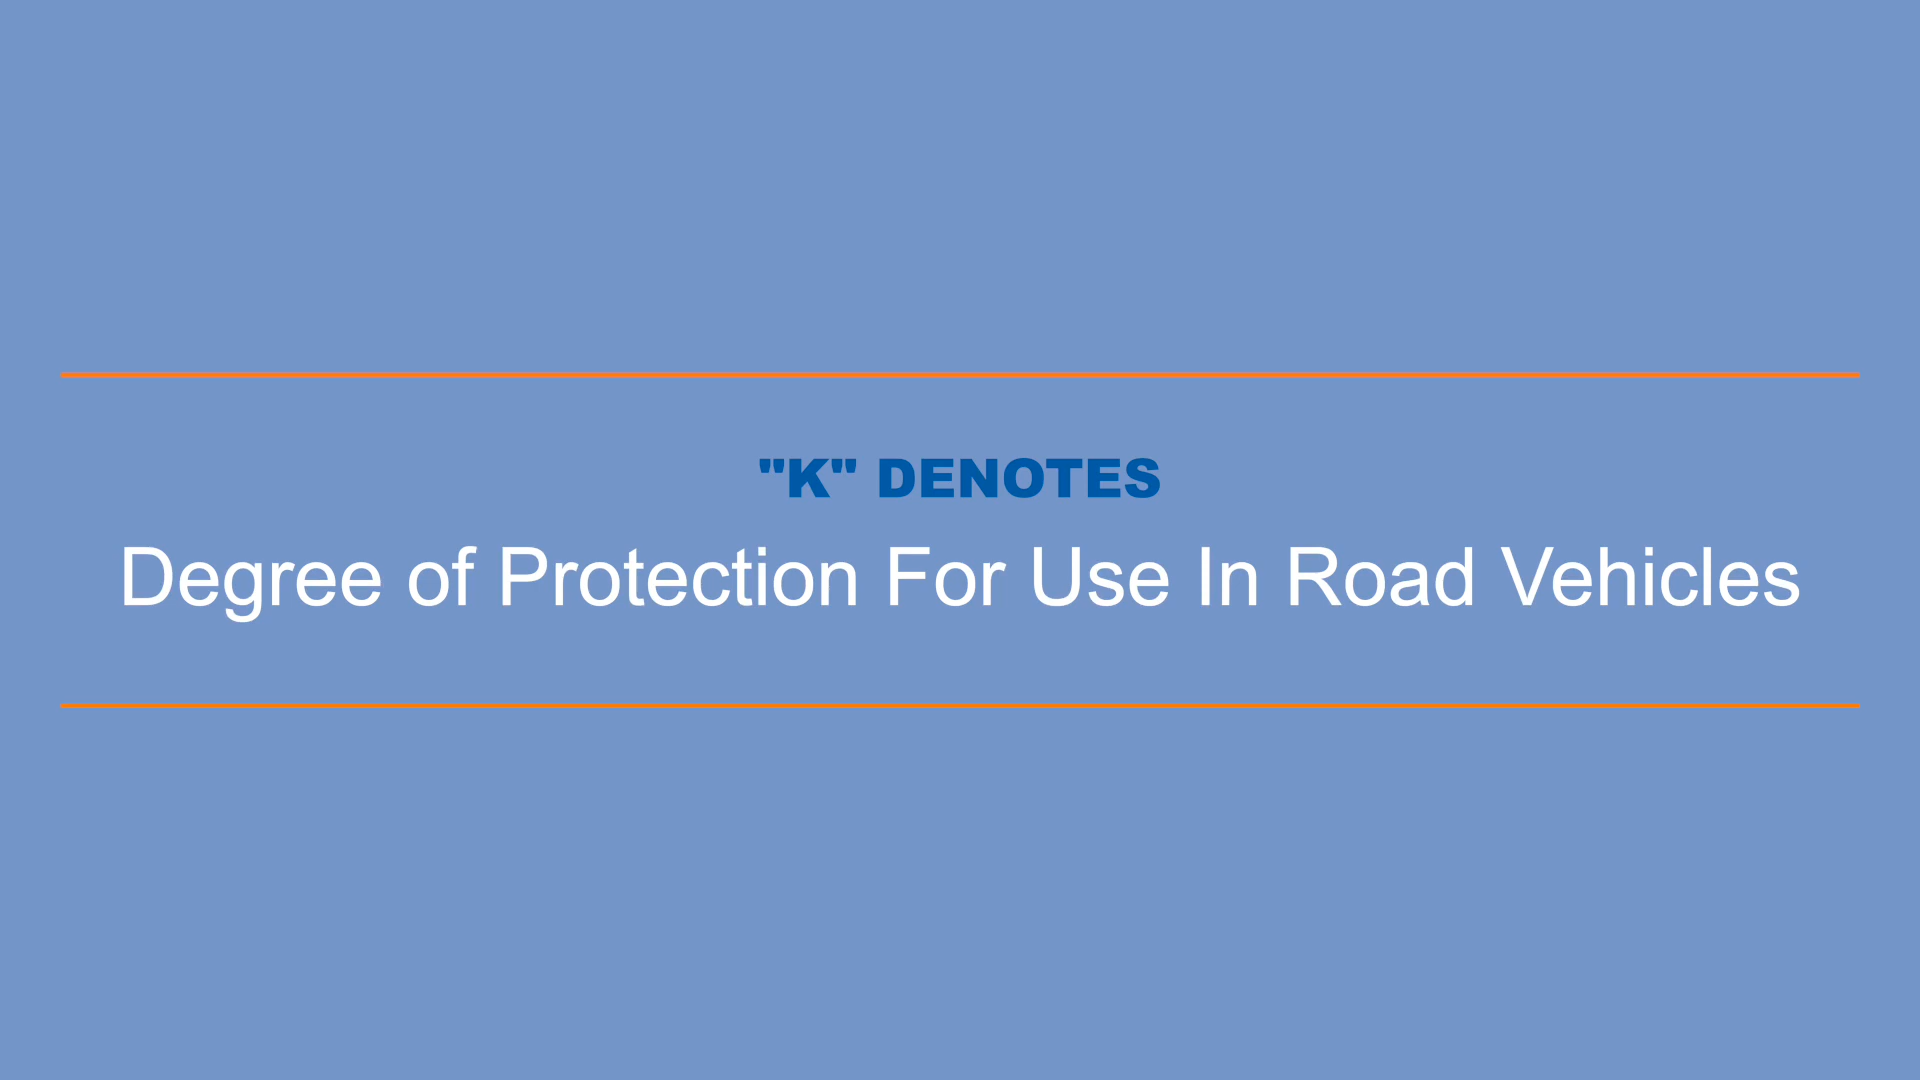 "K" DENOTES
Degree of Protection For Use In Road Vehicles